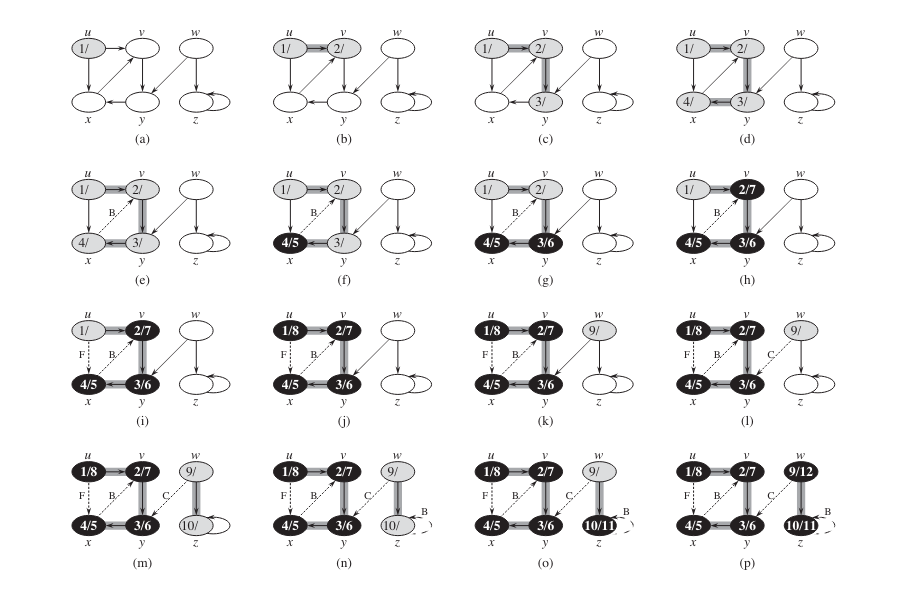 u v w u v w u v w u v w
1/ 1/ 2/ 1/ 2/ 1/ 2/
3/ 4/ 3/
x y z x y z x y z x y z
(a) (b) (c) (d)
u v w u v w u v w u v w
1/ 2/ 1/ 2/ 1/ 2/ 1/ 2/7
B B B B
4/ 3/ 4/5 3/ 4/5 3/6 4/5 3/6
x y z x y z x y z x y z
(e) (f) (g) (h)
u v w u v w u v w u v w
1/ 2/7 1/8 2/7 1/8 2/7 9/ 1/8 2/7 9/
F B F B F B F B C
4/5 3/6 4/5 3/6 4/5 3/6 4/5 3/6
x y z x y z x y z x y z
(i) (j) (k) (l)
u v w u v w u v w u v w
1/8 2/7 9/ 1/8 2/7 9/ 1/8 2/7 9/ 1/8 2/7 9/12
F B C F B C B F B C B F B C B
4/5 3/6 10/ 4/5 3/6 10/ 4/5 3/6 10/11 4/5 3/6 10/11
x y z x y z x y z x y z
(m) (n) (o) (p)